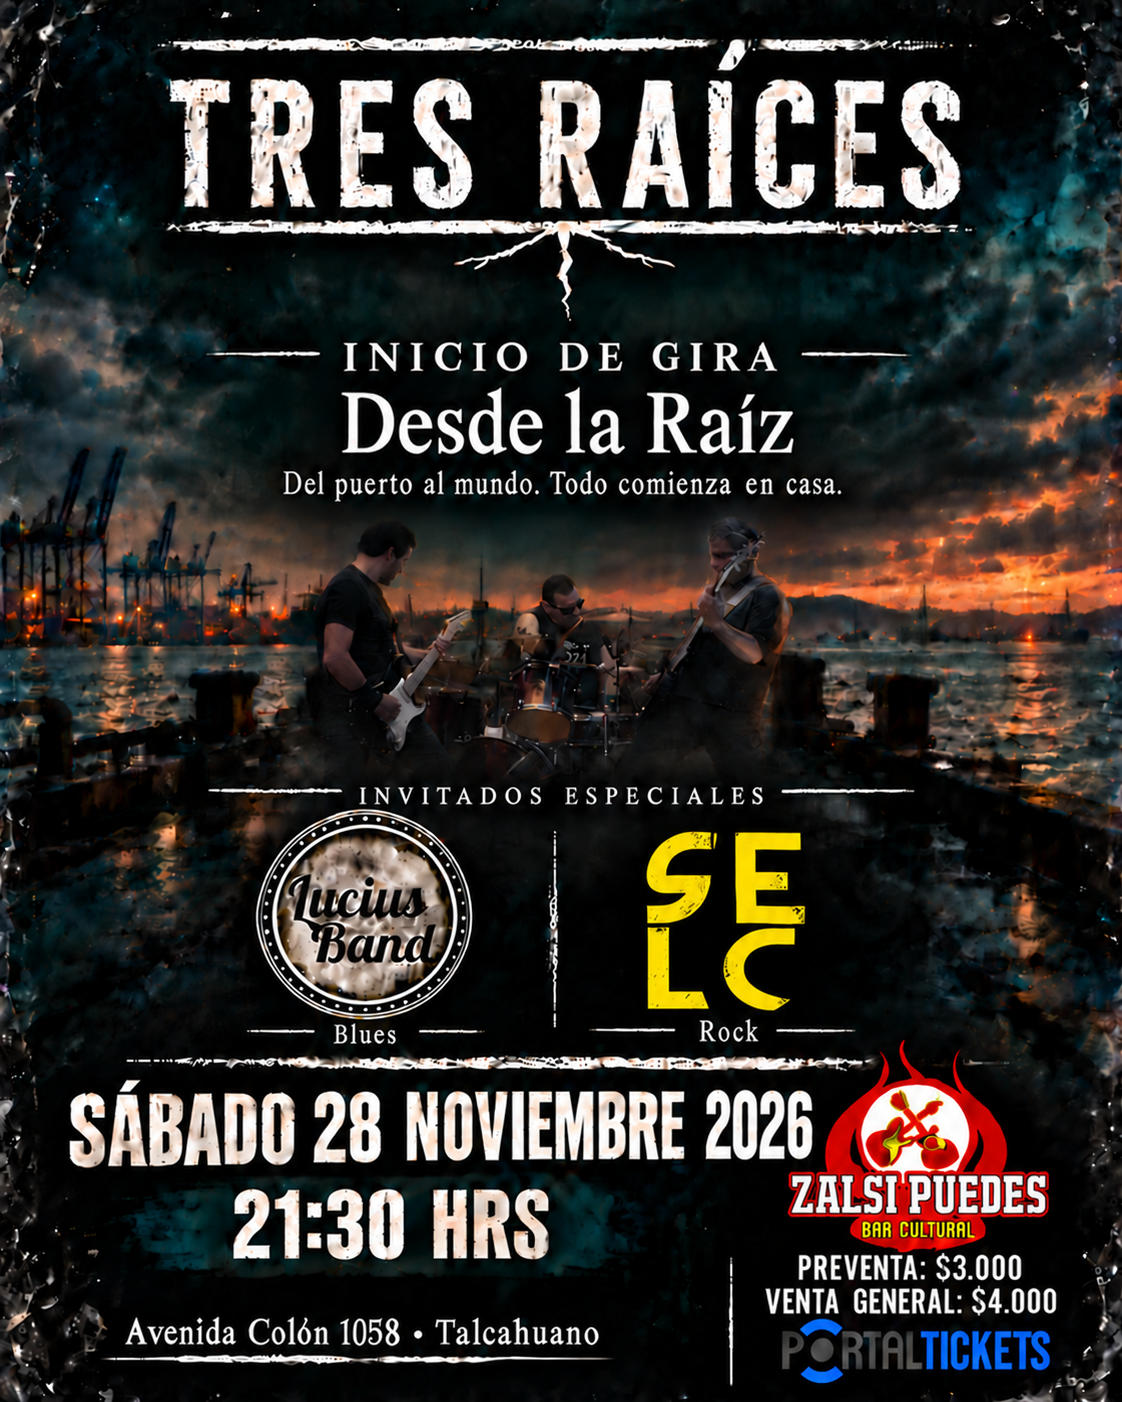 TRES RAÍCES
INICIO DE GIRA
Desde la Raíz
Del puerto al mundo. Todo comienza en casa.
INVITADOS ESPECIALES
Lucius
Band
Blues
SE
LC
Rock
SÁBADO 28 NOVIEMBRE 2026
21:30 HRS
Avenida Colón 1058 • Talcahuano
ZALSI PUEDES
BAR CULTURAL
PREVENTA: $3.000
VENTA GENERAL: $4.000
PORTALTICKETS